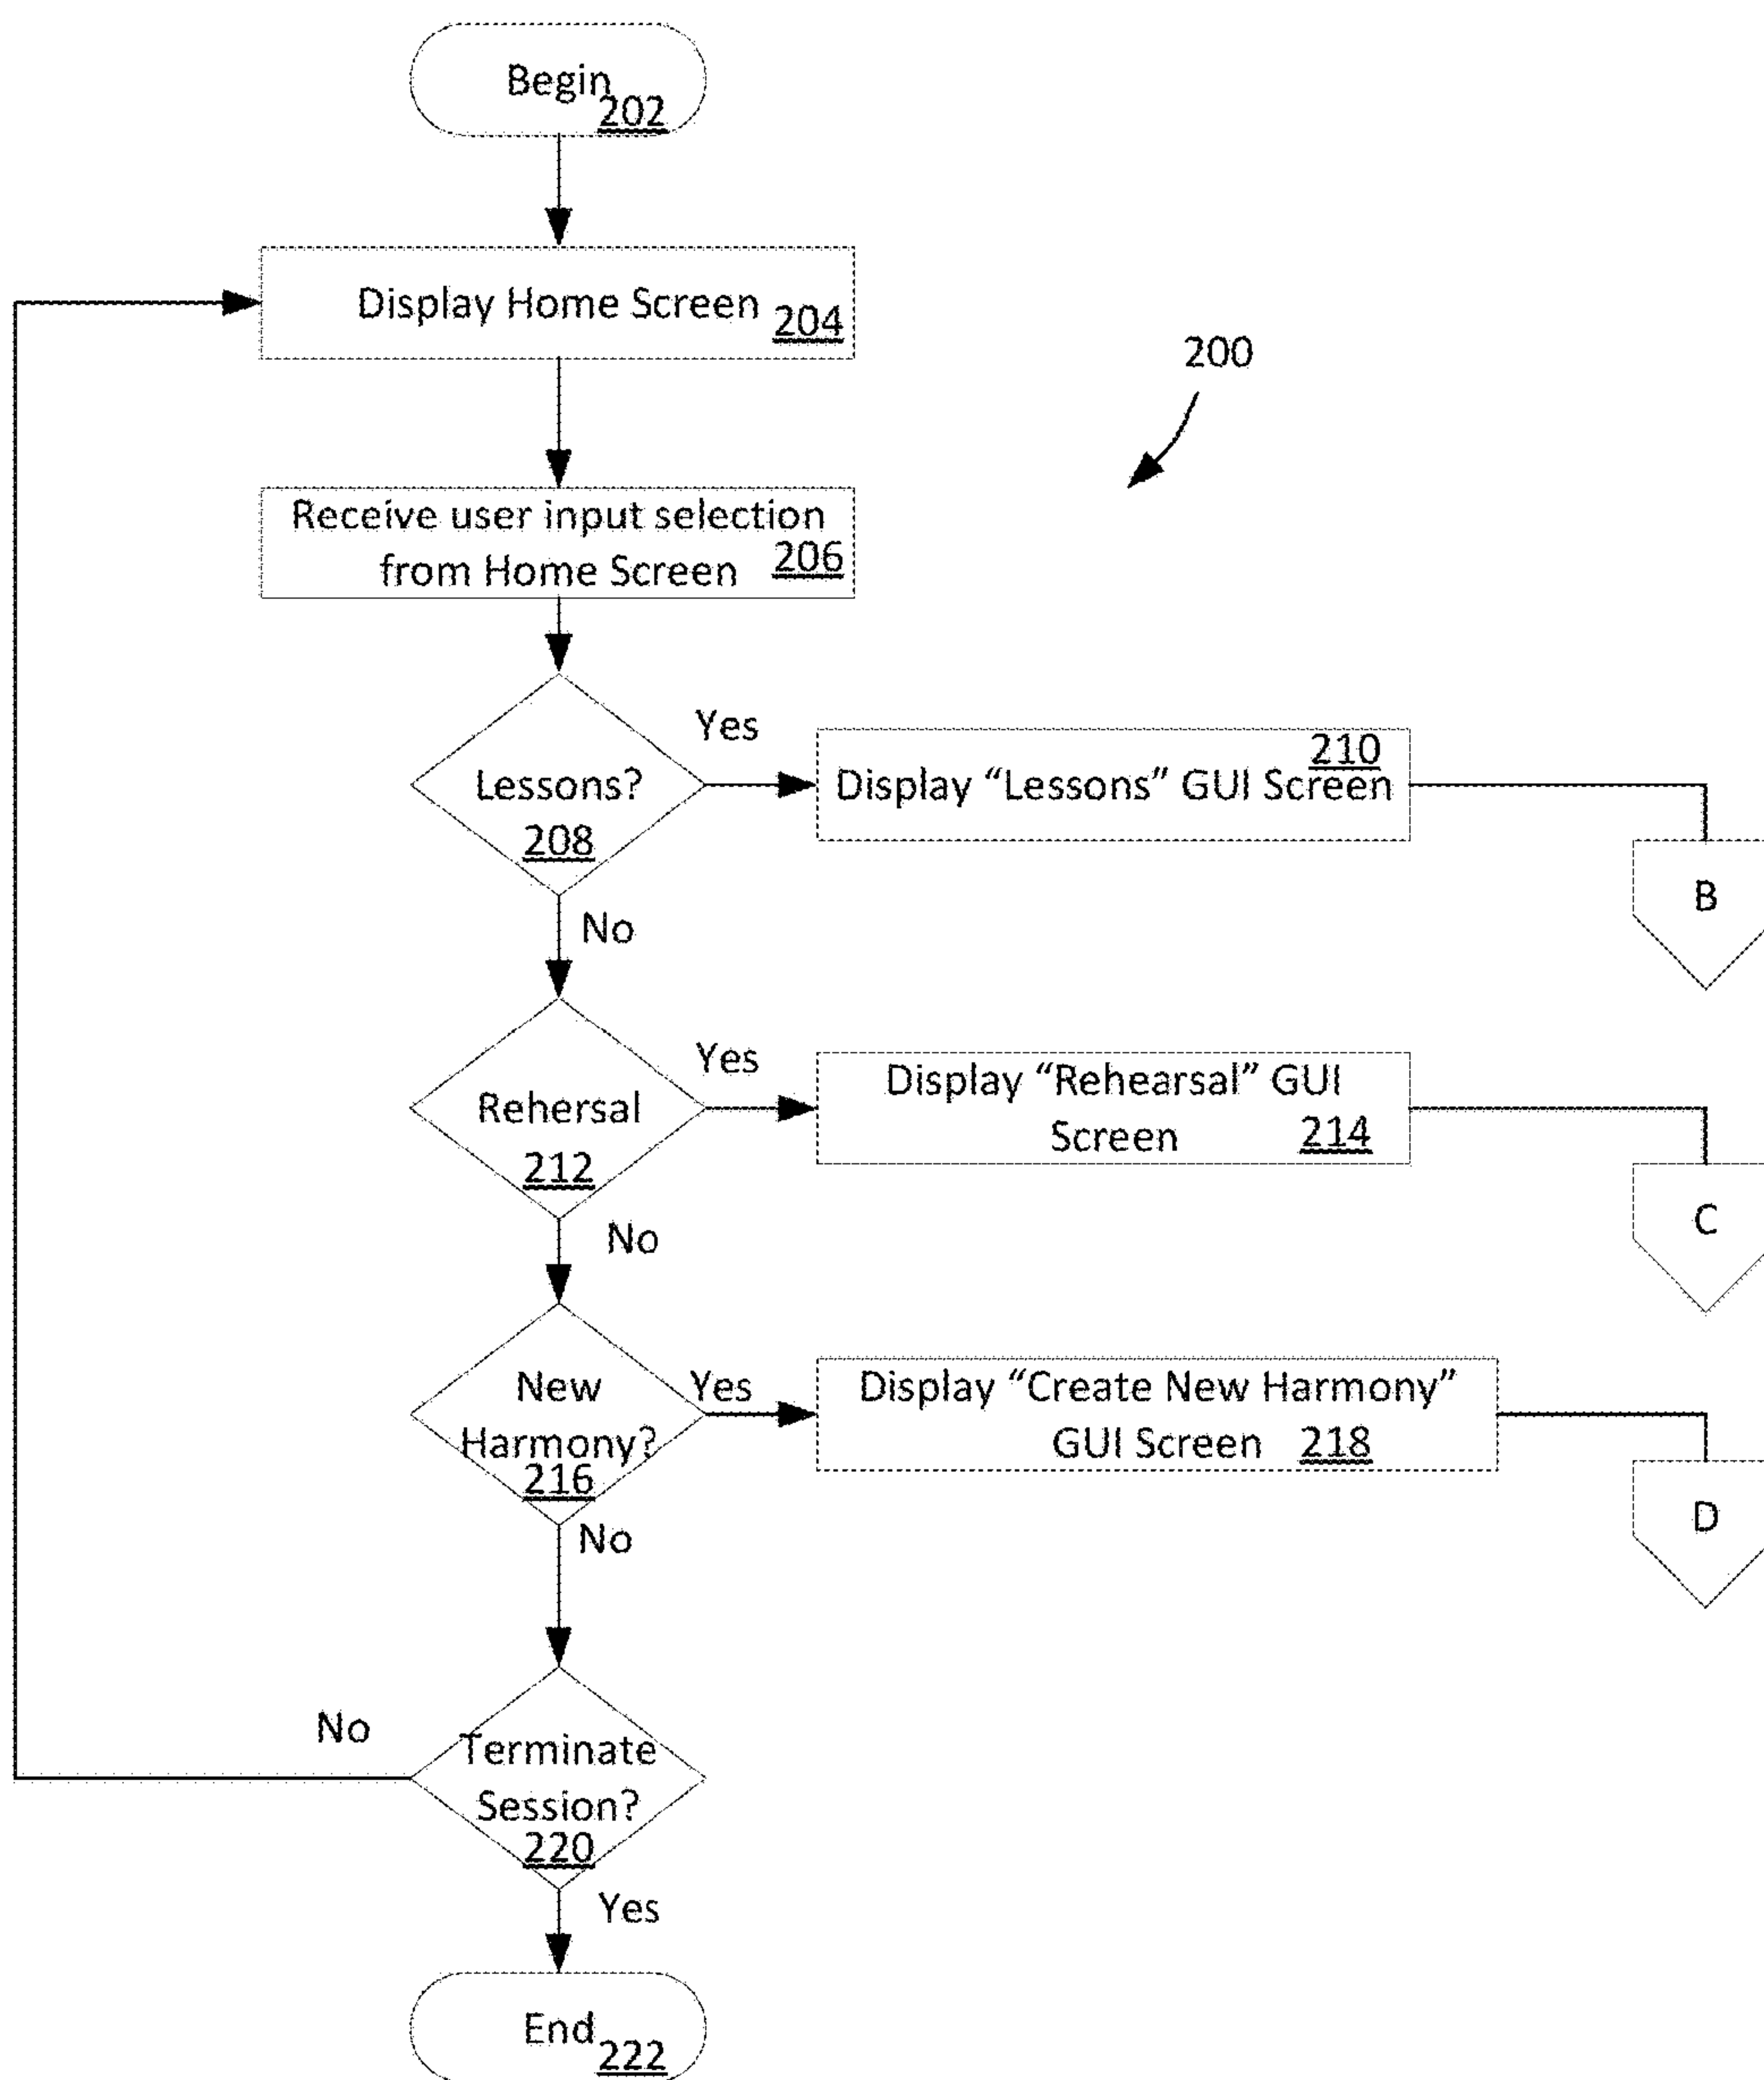 Begin
202
Display Home Screen
204
200
Receive user input selection
from Home Screen
206
Yes
Lessons?
208
210
Display “Lessons” GUI Screen
B
No
Yes
Rehersal
212
Display “Rehearsal” GUI
Screen
214
C
No
New
Harmony?
216
Yes
Display “Create New Harmony”
GUI Screen
218
D
No
No
Terminate
Session?
220
Yes
End
222